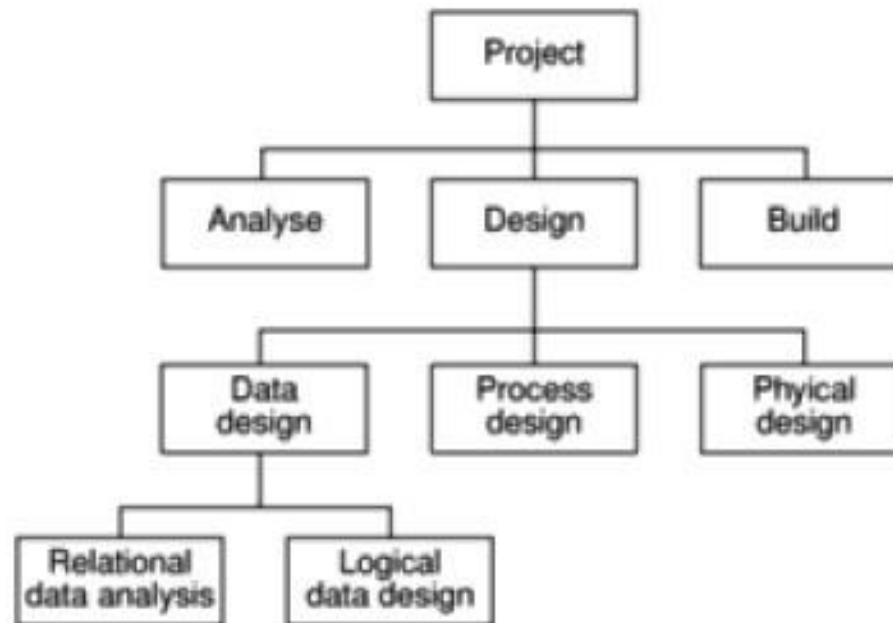 Project
Analyse
Design
Build
Data
design
Process
design
Phyical
design
Relational
data analysis
Logical
data design